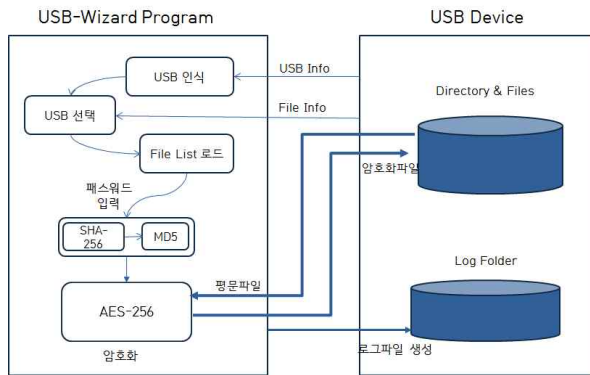 USB-Wizard Program
USB Device
USB 인식
USB Info
USB 선택
File Info
Directory & Files
File List 로드
암호화파일
패스워드
입력
SHA-
256
MD5
Log Folder
평문파일
AES-256
로그파일 생성
암호화